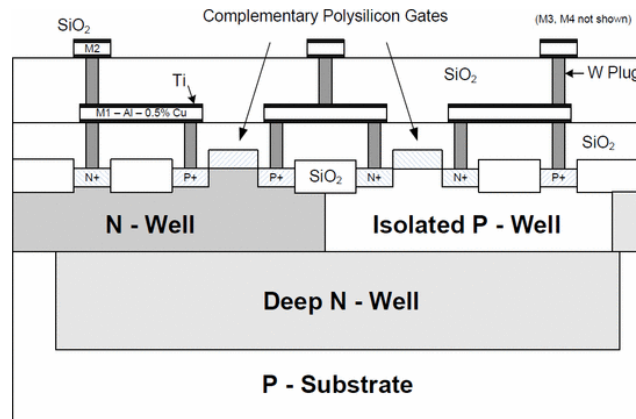 Complementary Polysilicon Gates
(M3, M4 not shown)
SiO2
M2
SiO2
W Plug
Ti
M1 – Al – 0.5% Cu
SiO2
N+
P+
P+
SiO2
N+
N+
P+
N - Well
Isolated P - Well
Deep N - Well
P - Substrate